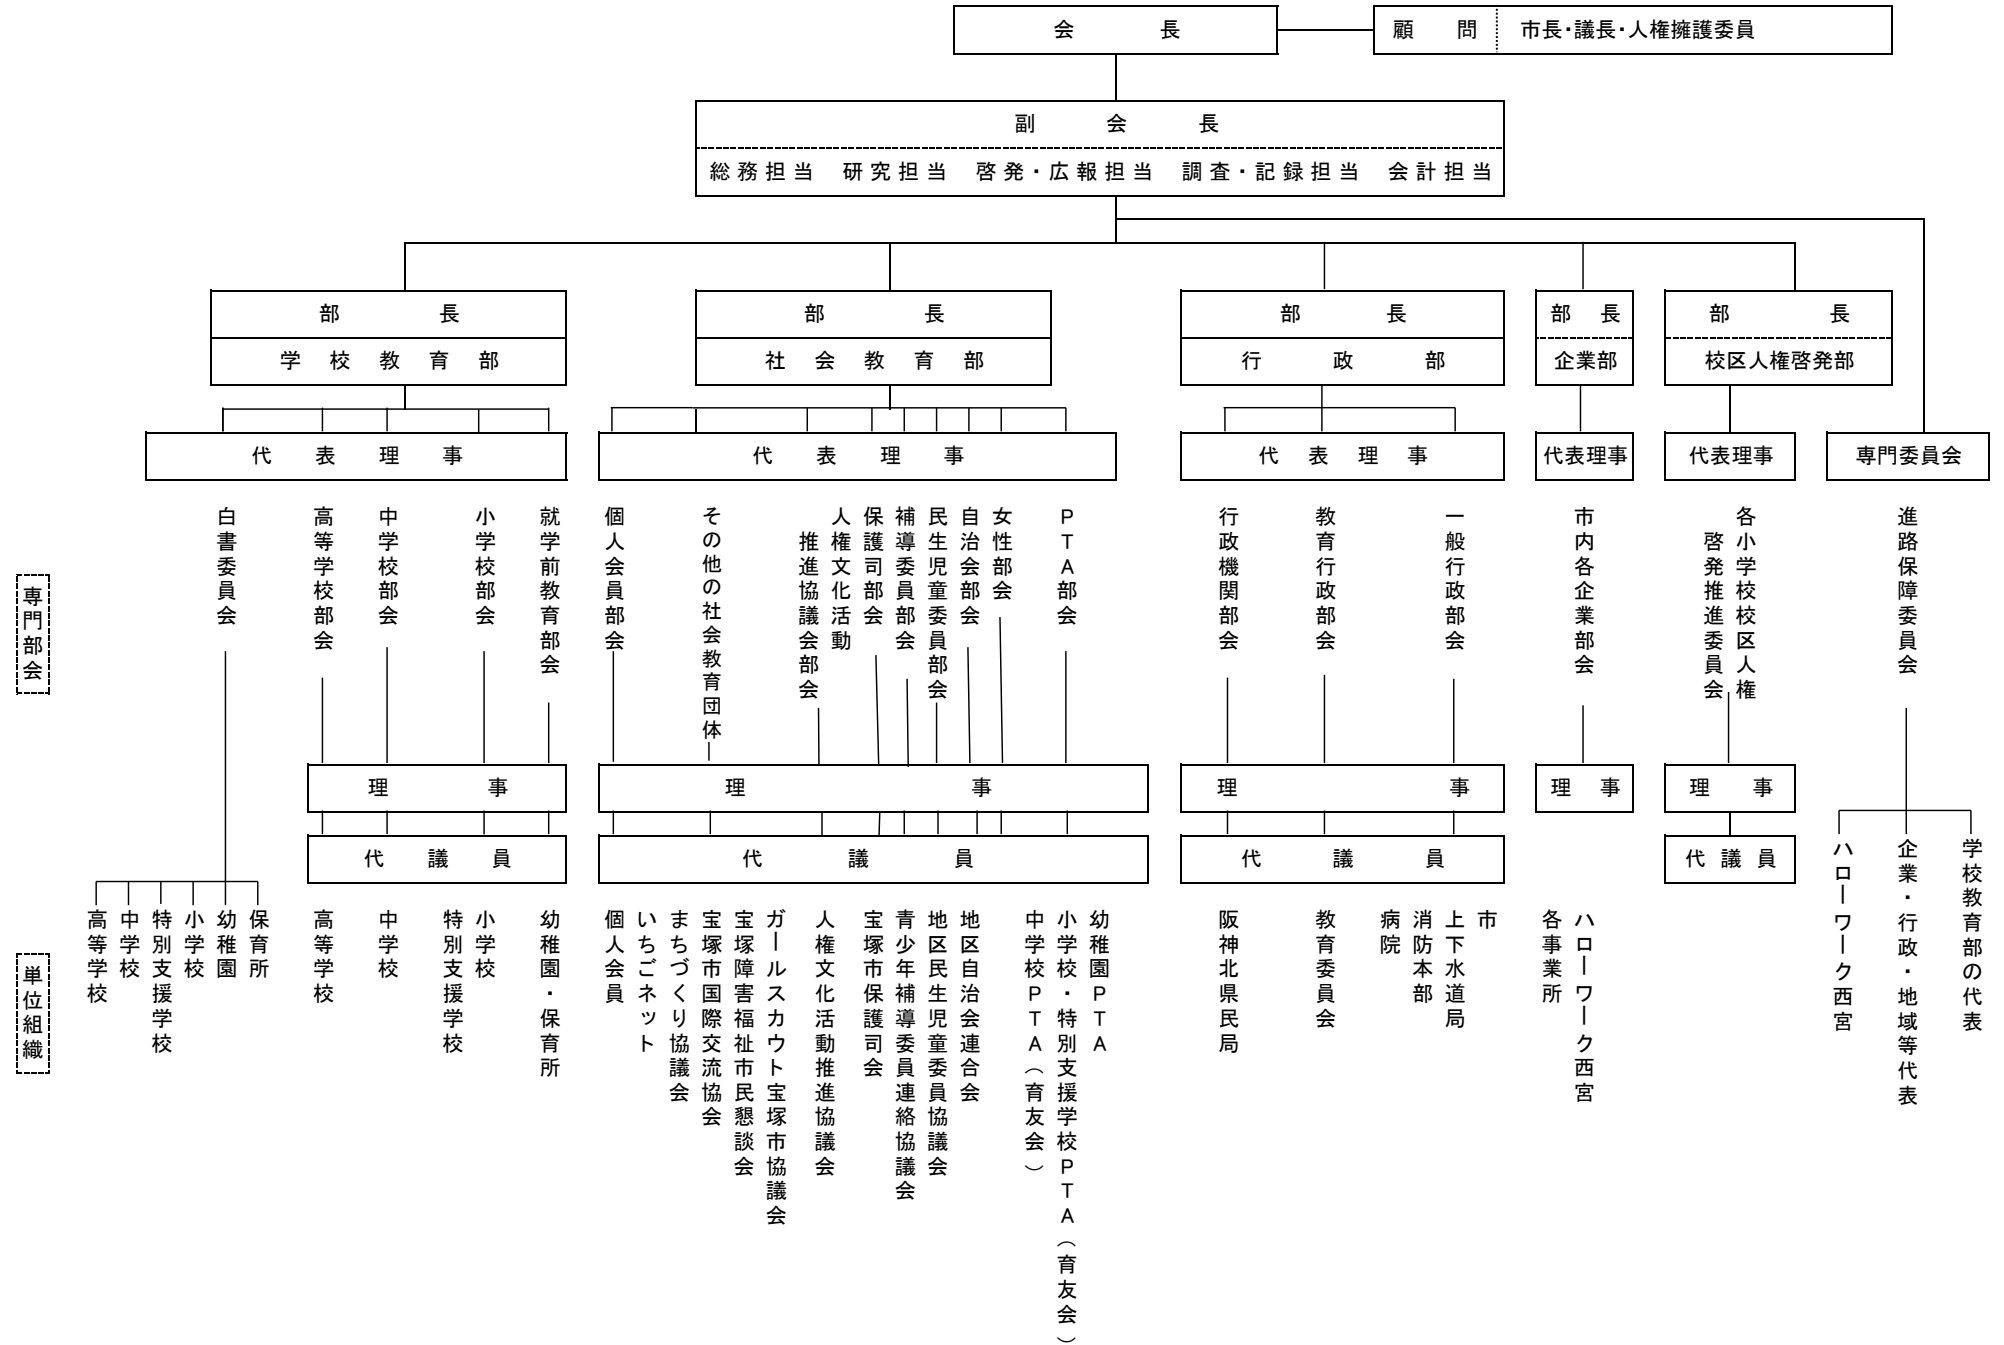 会長
顧問 市長・議長・人権擁護委員
副会長
総務担当 研究担当 啓発・広報担当 調査・記録担当 会計担当
部長
学校教育部
部長
社会教育部
部長
行政部
部長
企業部
部長
校区人権啓発部
代表理事
代表理事
代表理事
代表理事
代表理事
専門委員会
専門部会
白書委員会
高等学校部会
中学校部会
小学校部会
就学前教育部会
個人会員部会
その他の社会教育団体
人権文化活動
推進協議会部会
保護司部会
補導委員部会
民生児童委員部会
自治会部会
女性部会
PTA部会
行政機関部会
教育行政部会
一般行政部会
市内各企業部会
各小学校校区人権
啓発推進委員会
進路保障委員会
理事
理事
理事
理事
理事
代議員
代議員
代議員
代議員
単位組織
高等学校
中学校
特別支援学校
小学校
幼稚園
保育所
高等学校
中学校
特別支援学校
小学校
幼稚園・保育所
個人会員
いちごネット
まちづくり協議会
宝塚市国際交流協会
宝塚障害福祉市民懇談会
ガールスカウト宝塚市協議会
人権文化活動推進協議会
宝塚市保護司会
青少年補導委員連絡協議会
地区民生児童委員協議会
地区自治会連合会
中学校PTA（育友会）
小学校・特別支援学校PTA（育友会）
幼稚園PTA
阪神北県民局
教育委員会
病院
消防本部
上下水道局
市
各事業所
ハローワーク西宮
ハローワーク西宮
企業・行政・地域等代表
学校教育部の代表